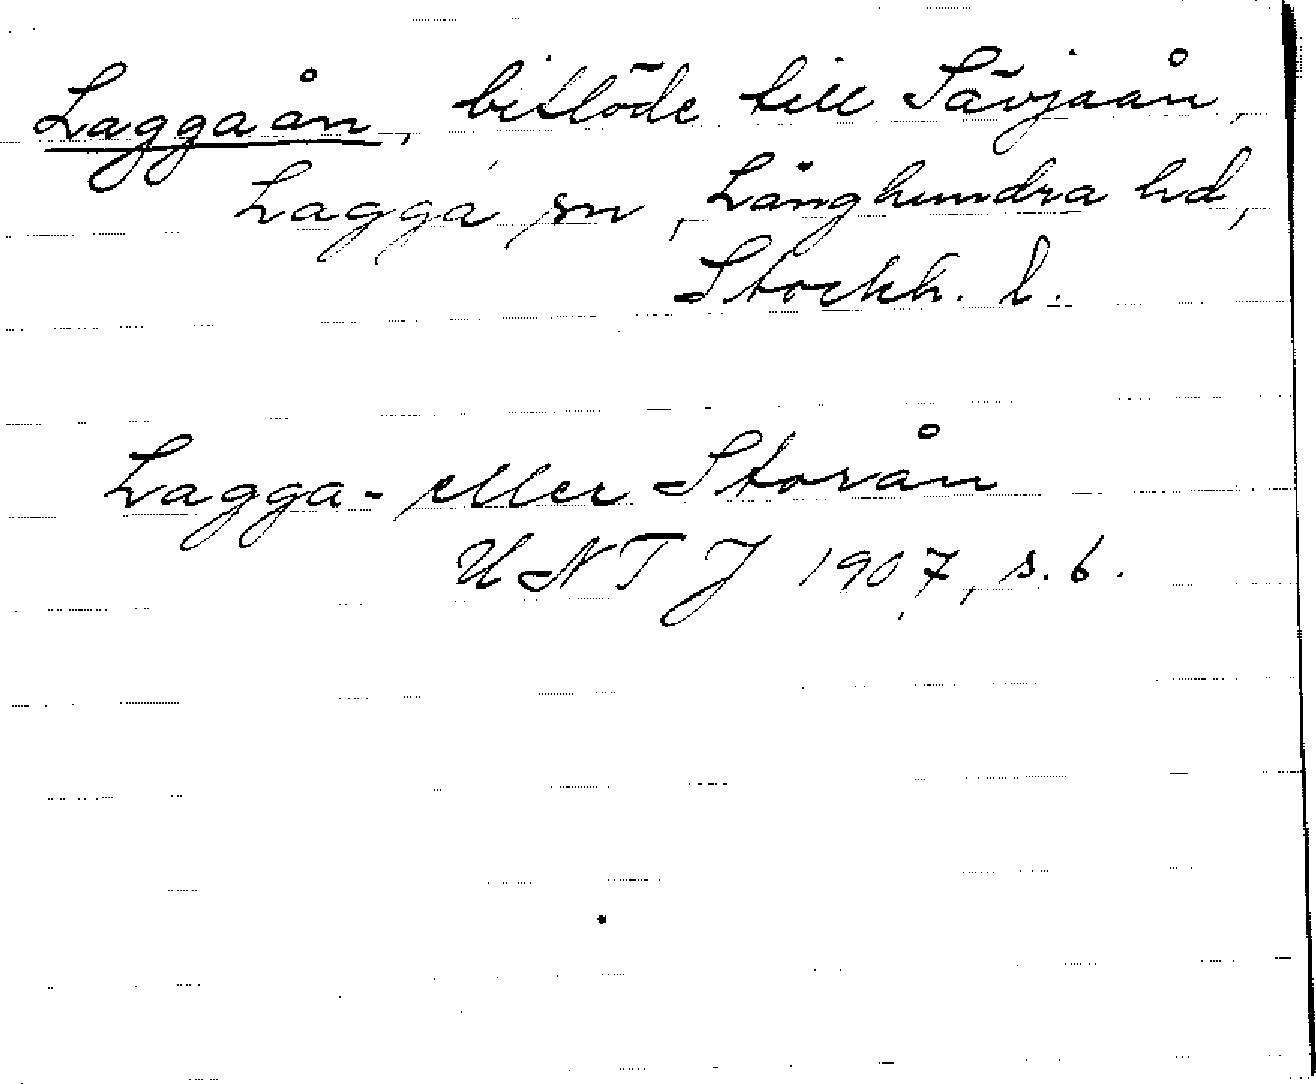 Laggaån, biflöde till Sävjaån,
Lagga sn, Långhundra hd,
Stockh. l.
Lagga- eller Storån
UNTJ 1907, s. 6.